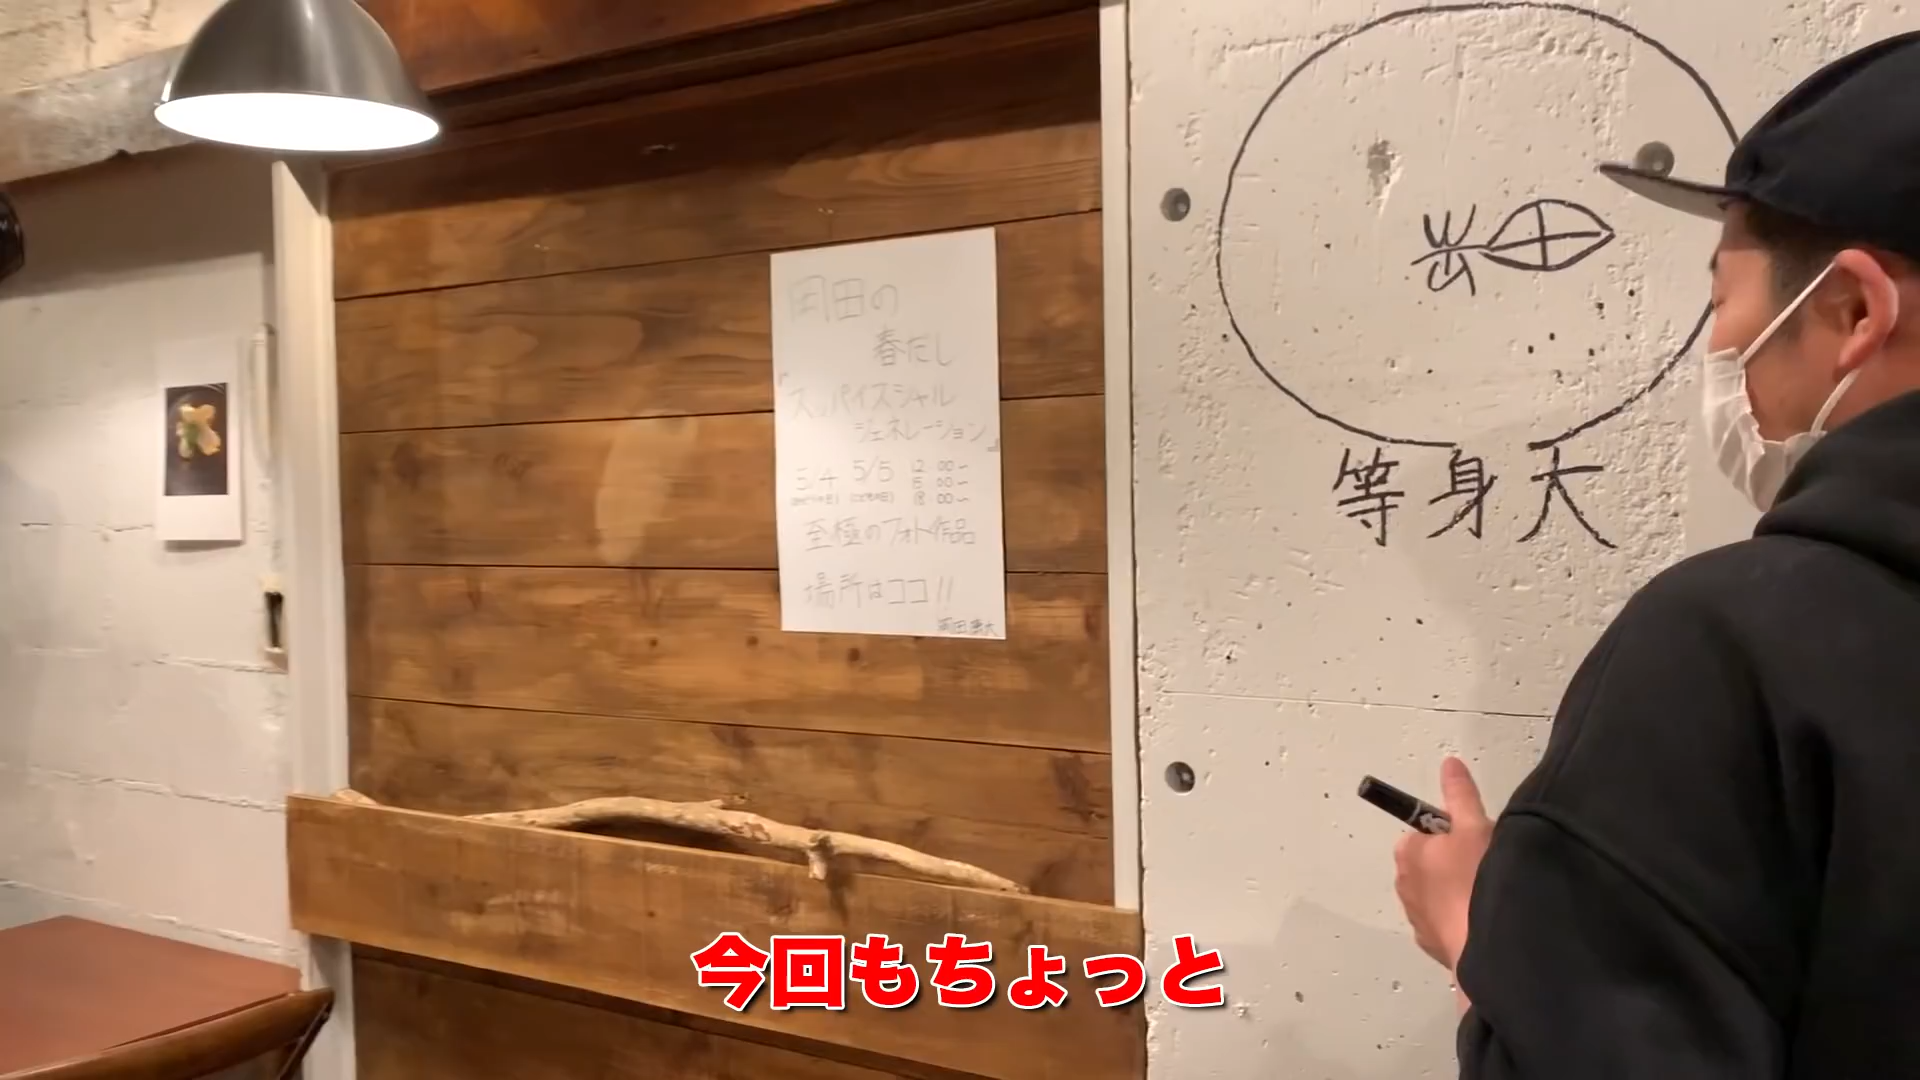 岡田の
春だし
『スッパイスシャル
ジェネレーション』
5/4 5/5 12:00〜
15:00〜
18:00〜
至極のフォト作品
場所はココ!!
等身大
今回もちょっと